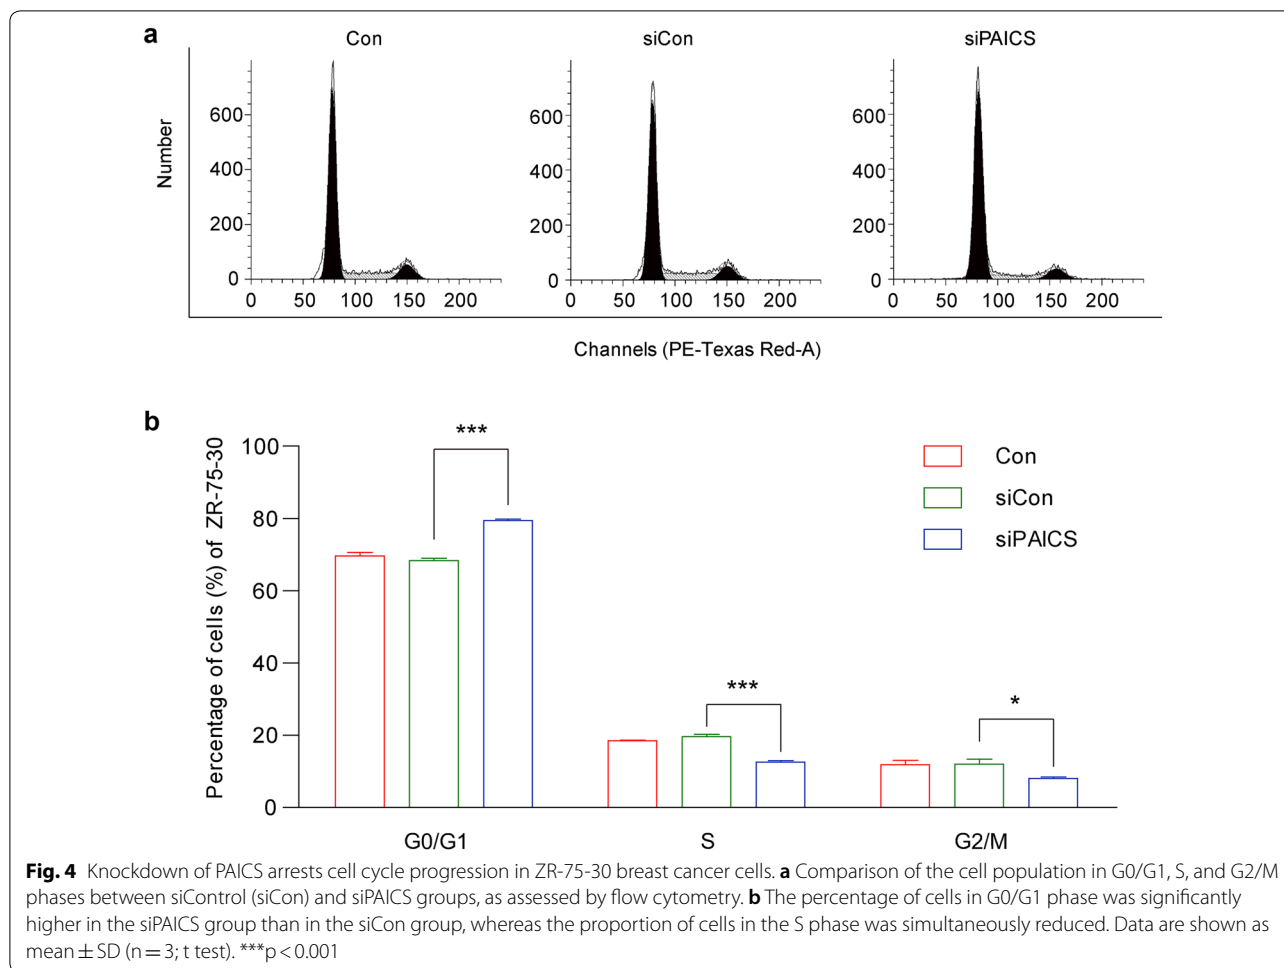 a
Con
siCon
siPAICS
Number
600
400
200
0
0 50 100 150 200
600
400
200
0
0 50 100 150 200
600
400
200
0
0 50 100 150 200
Channels (PE-Texas Red-A)
b
Percentage of cells (%) of ZR-75-30
100
80
60
40
20
0
***
***
*
Con
siCon
siPAICS
G0/G1
S
G2/M
Fig. 4 Knockdown of PAICS arrests cell cycle progression in ZR-75-30 breast cancer cells. a Comparison of the cell population in G0/G1, S, and G2/M
phases between siControl (siCon) and siPAICS groups, as assessed by flow cytometry. b The percentage of cells in G0/G1 phase was significantly
higher in the siPAICS group than in the siCon group, whereas the proportion of cells in the S phase was simultaneously reduced. Data are shown as
mean ± SD (n = 3; t test). ***p < 0.001